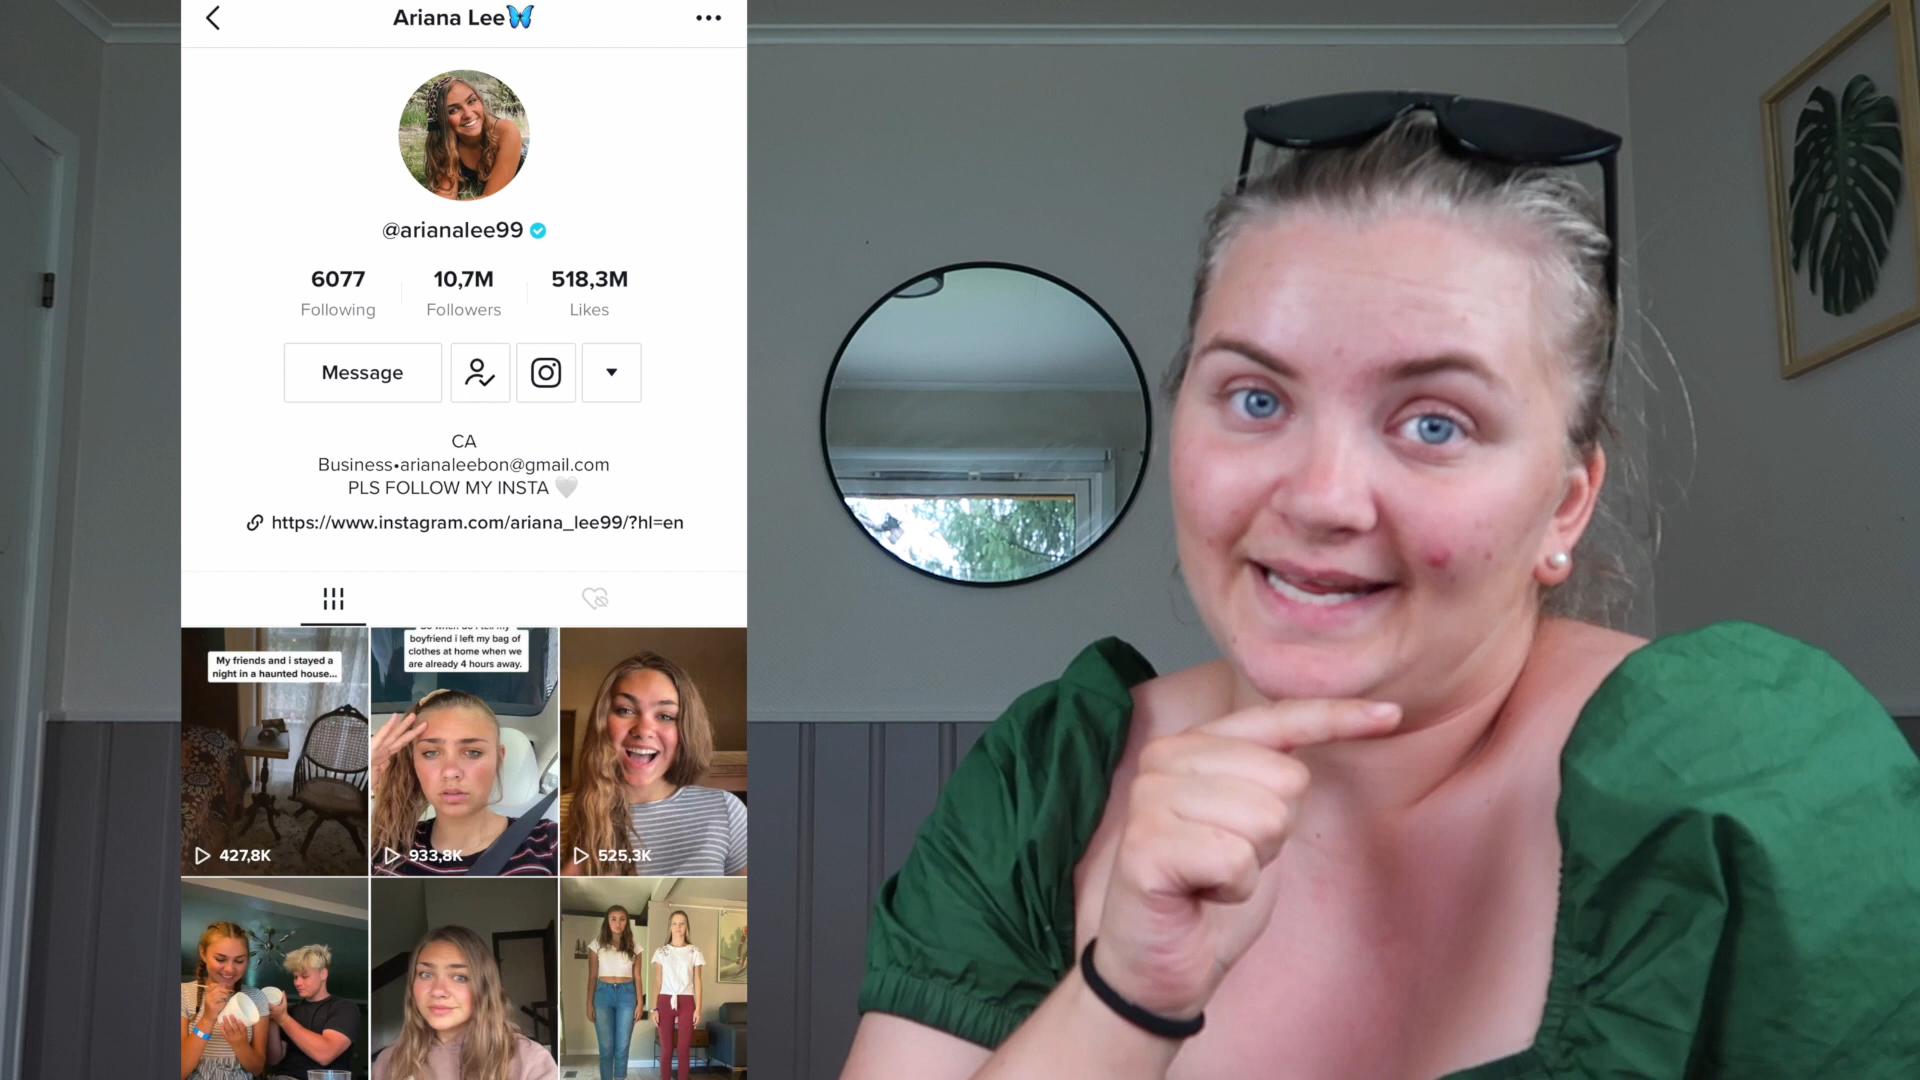 Ariana Lee🦋
@arianalee99
6077
Following
10,7M
Followers
518,3M
Likes
Message
CA
Business•arianaleebon@gmail.com
PLS FOLLOW MY INSTA 🤍
https://www.instagram.com/ariana_lee99/?hl=en
My friends and i stayed a
night in a haunted house...
boyfriend i left my bag of
clothes at home when we
are already 4 hours away.
427,8K
933,8K
525,3K